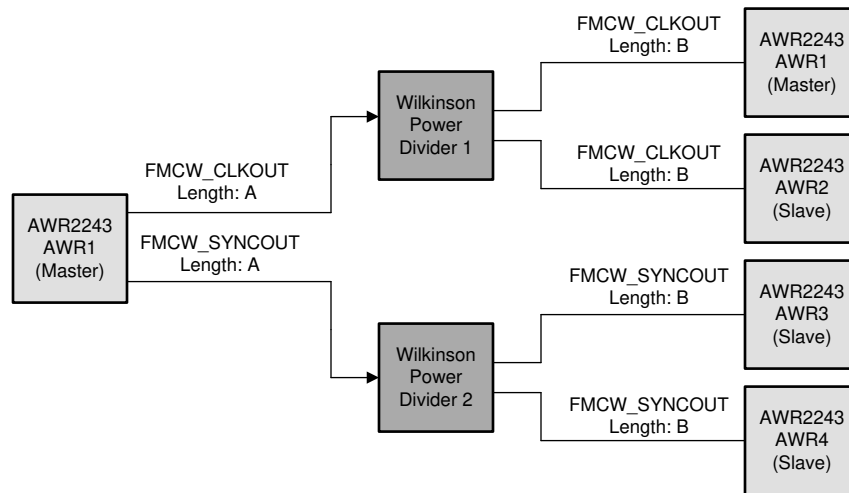 AWR2243
AWR1
(Master)
FMCW_CLKOUT
Length: A
FMCW_SYNCOUT
Length: A
Wilkinson
Power
Divider 1
Wilkinson
Power
Divider 2
FMCW_CLKOUT
Length: B
FMCW_CLKOUT
Length: B
FMCW_SYNCOUT
Length: B
FMCW_SYNCOUT
Length: B
AWR2243
AWR1
(Master)
AWR2243
AWR2
(Slave)
AWR2243
AWR3
(Slave)
AWR2243
AWR4
(Slave)